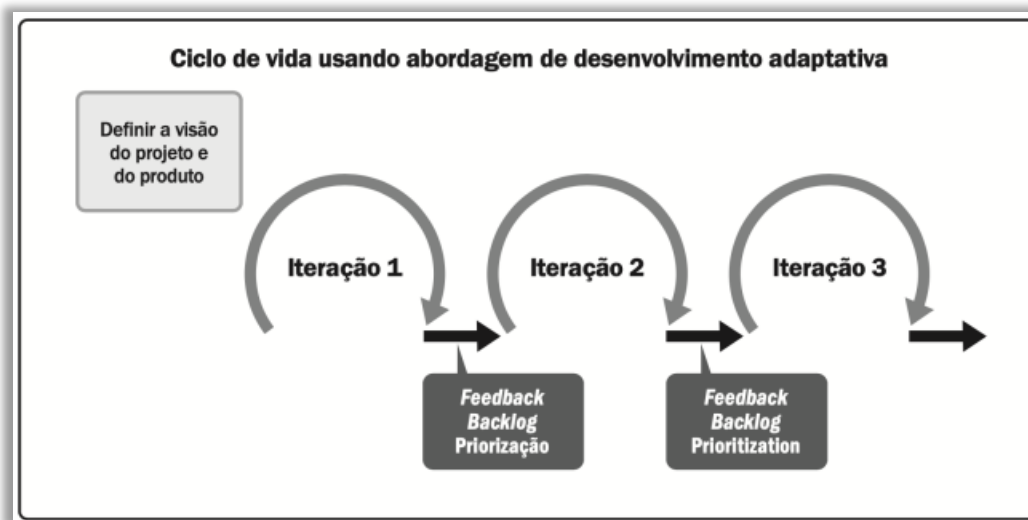 Ciclo de vida usando abordagem de desenvolvimento adaptativa
Definir a visão
do projeto e
do produto
Iteração 1
Iteração 2
Iteração 3
Feedback
Backlog
Priorização
Feedback
Backlog
Prioritization